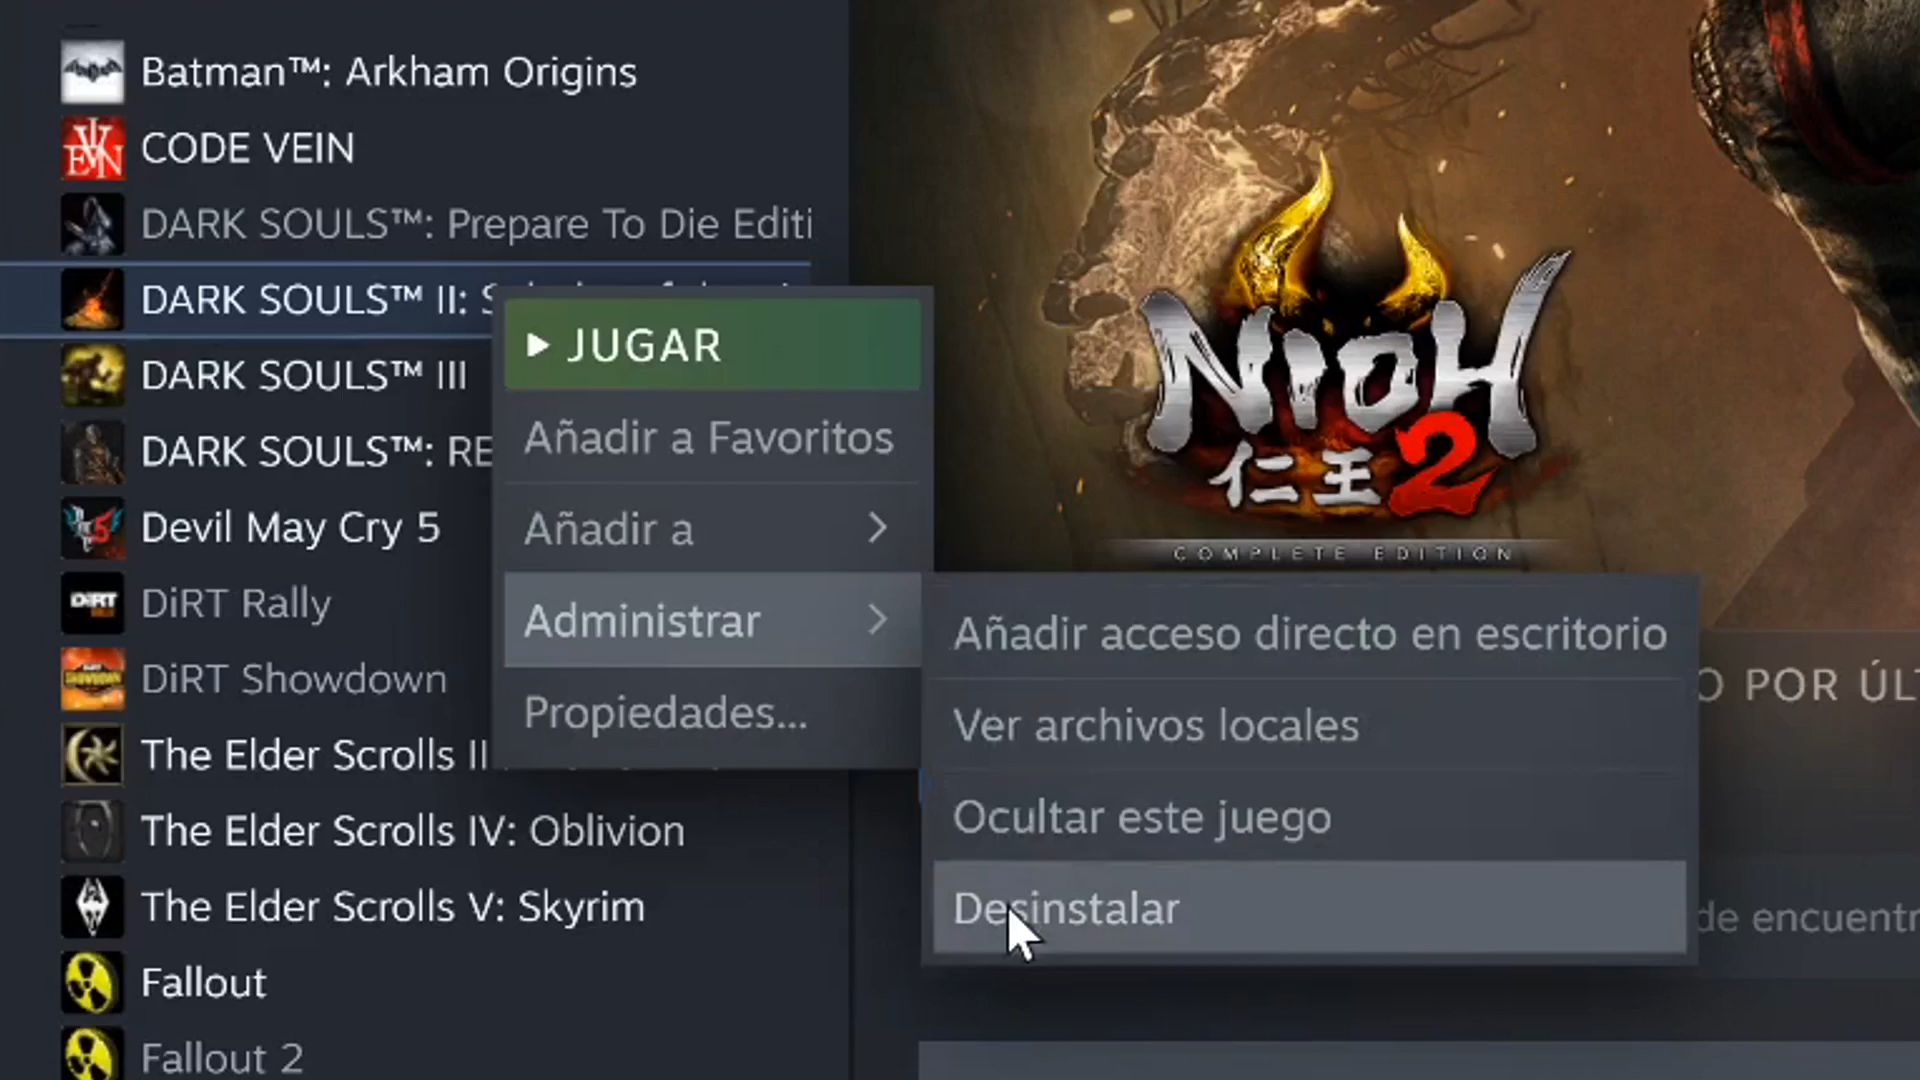 Batman™: Arkham Origins
CODE VEIN
DARK SOULS™: Prepare To Die Editi
DARK SOULS™ II:
DARK SOULS™ III
DARK SOULS™: RE
Devil May Cry 5
DiRT Rally
DiRT Showdown
The Elder Scrolls II
The Elder Scrolls IV: Oblivion
The Elder Scrolls V: Skyrim
Fallout
Fallout 2
JUGAR
Añadir a Favoritos
Añadir a
Administrar
Propiedades...
Añadir acceso directo en escritorio
Ver archivos locales
Ocultar este juego
Desinstalar
NIOH
仁王2
COMPLETE EDITION
O POR ÚLT
de encuentr